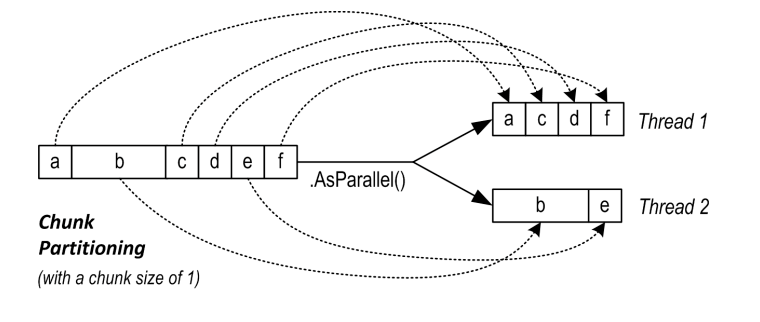 a c d f
Thread 1
a b c d e f
.AsParallel()
b e
Thread 2
Chunk
Partitioning
(with a chunk size of 1)